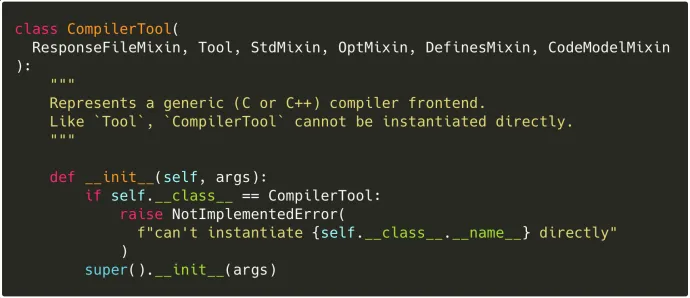 class CompilerTool(
  ResponseFileMixin, Tool, StdMixin, OptMixin, DefinesMixin, CodeModelMixin
):
    """
    Represents a generic (C or C++) compiler frontend.
    Like `Tool`, `CompilerTool` cannot be instantiated directly.
    """

    def __init__(self, args):
        if self.__class__ == CompilerTool:
            raise NotImplementedError(
              f"can't instantiate {self.__class__.__name__} directly"
            )
        super().__init__(args)